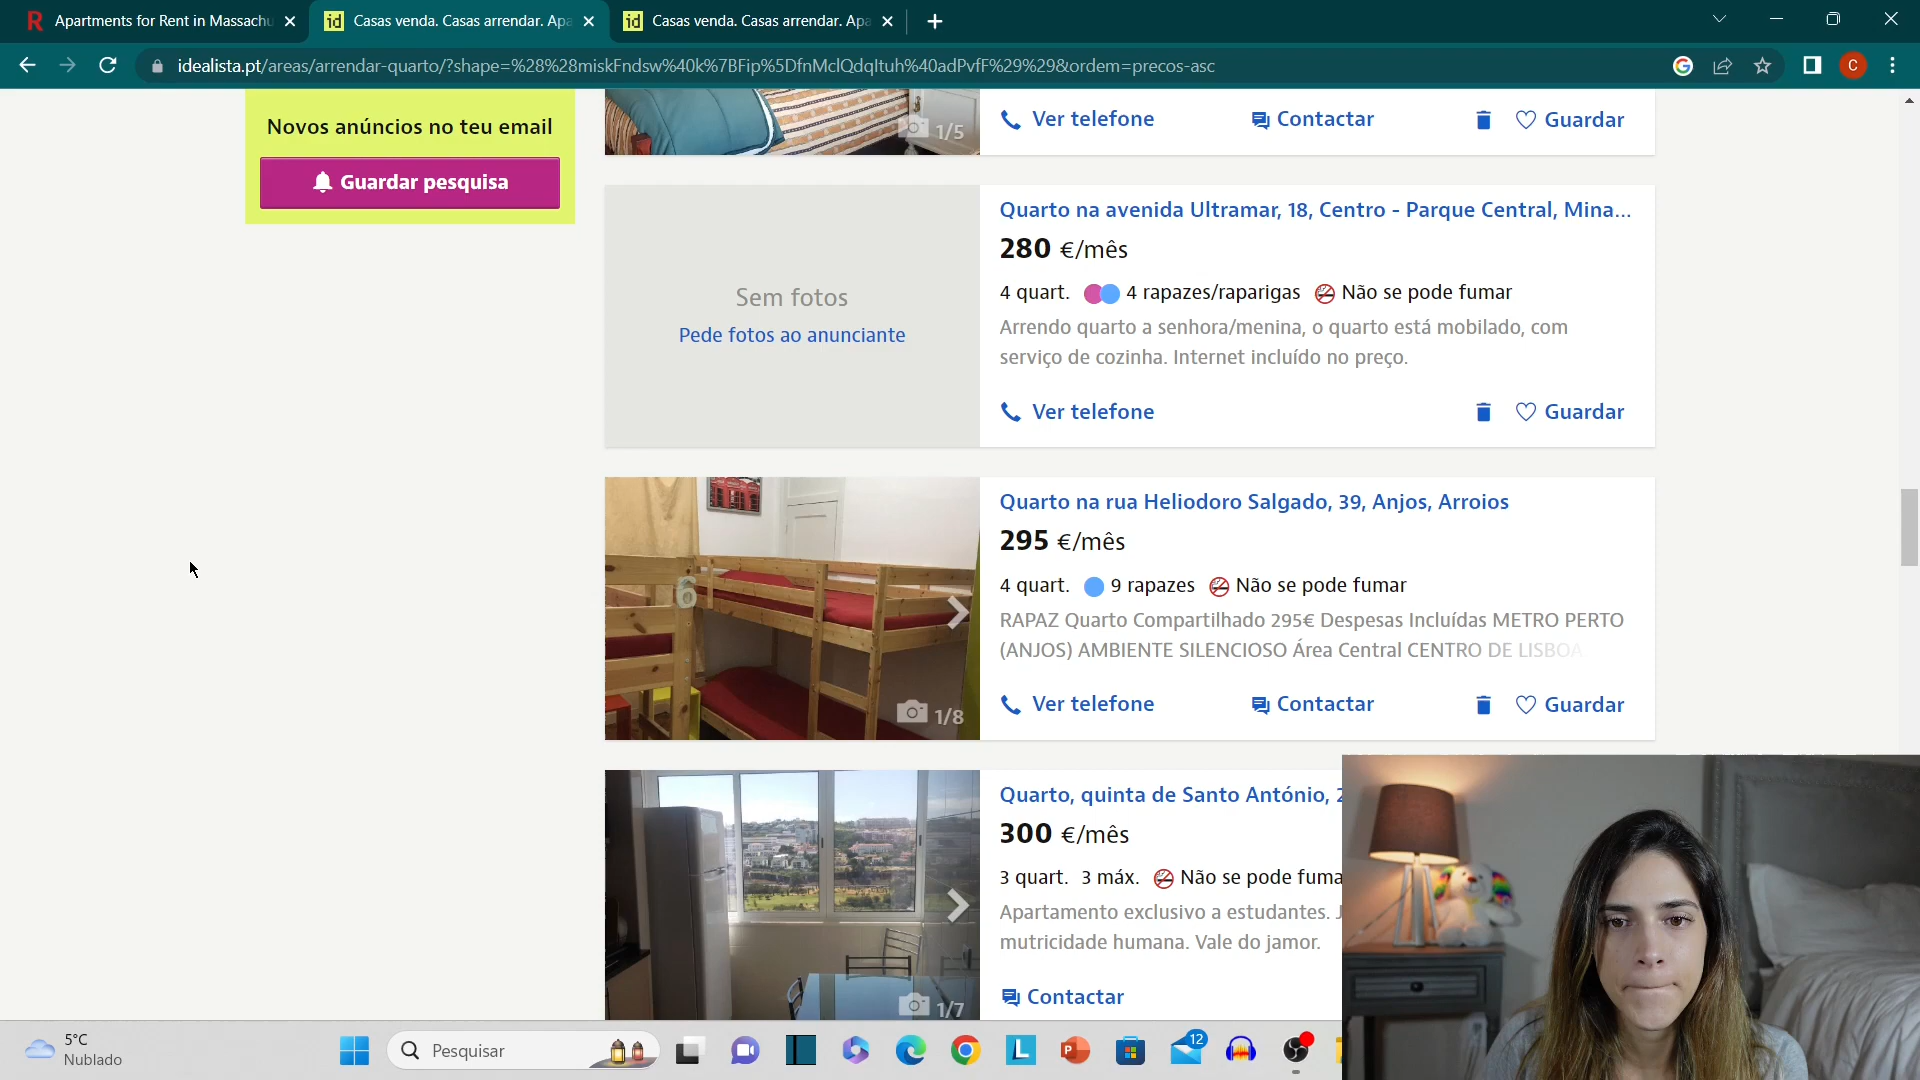 Apartments for Rent in Massachu
Casas venda. Casas arrendar. Apa
Casas venda. Casas arrendar. Apa
idealista.pt/areas/arrendar-quarto/?shape=%28%28miskFndsw%40k%7BFip%5DfnMclQdqltuh%40adPvfF%29%29&ordem=precos-asc
C
Novos anúncios no teu email
Guardar pesquisa
1/5
Ver telefone
Contactar
Guardar
Sem fotos
Pede fotos ao anunciante
Quarto na avenida Ultramar, 18, Centro - Parque Central, Mina...
280 €/mês
4 quart. 4 rapazes/raparigas Não se pode fumar
Arrendo quarto a senhora/menina, o quarto está mobilado, com
serviço de cozinha. Internet incluído no preço.
Ver telefone
Guardar
6
1/8
Quarto na rua Heliodoro Salgado, 39, Anjos, Arroios
295 €/mês
4 quart. 9 rapazes Não se pode fumar
RAPAZ Quarto Compartilhado 295€ Despesas Incluídas METRO PERTO
(ANJOS) AMBIENTE SILENCIOSO Área Central CENTRO DE LISBOA
Ver telefone
Contactar
Guardar
1/7
Quarto, quinta de Santo António, 2
300 €/mês
3 quart. 3 máx. Não se pode fuma
Apartamento exclusivo a estudantes. J
mutricidade humana. Vale do jamor.
Contactar
5°C
Nublado
Pesquisar
12